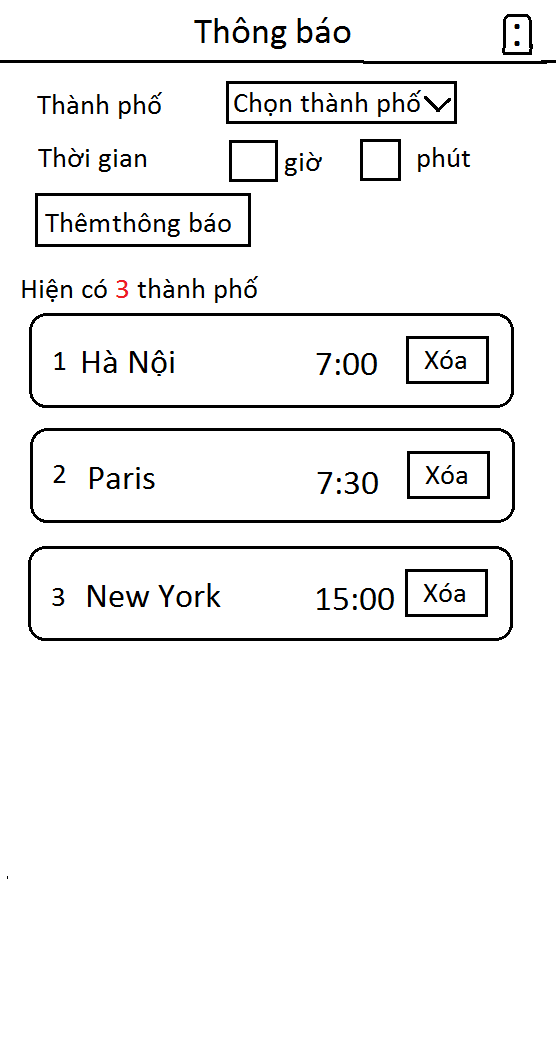 Thông báo
Thành phố Chọn thành phố
Thời gian giờ phút
Thêmthông báo
Hiện có 3 thành phố
1 Hà Nội 7:00 Xóa
2 Paris 7:30 Xóa
3 New York 15:00 Xóa